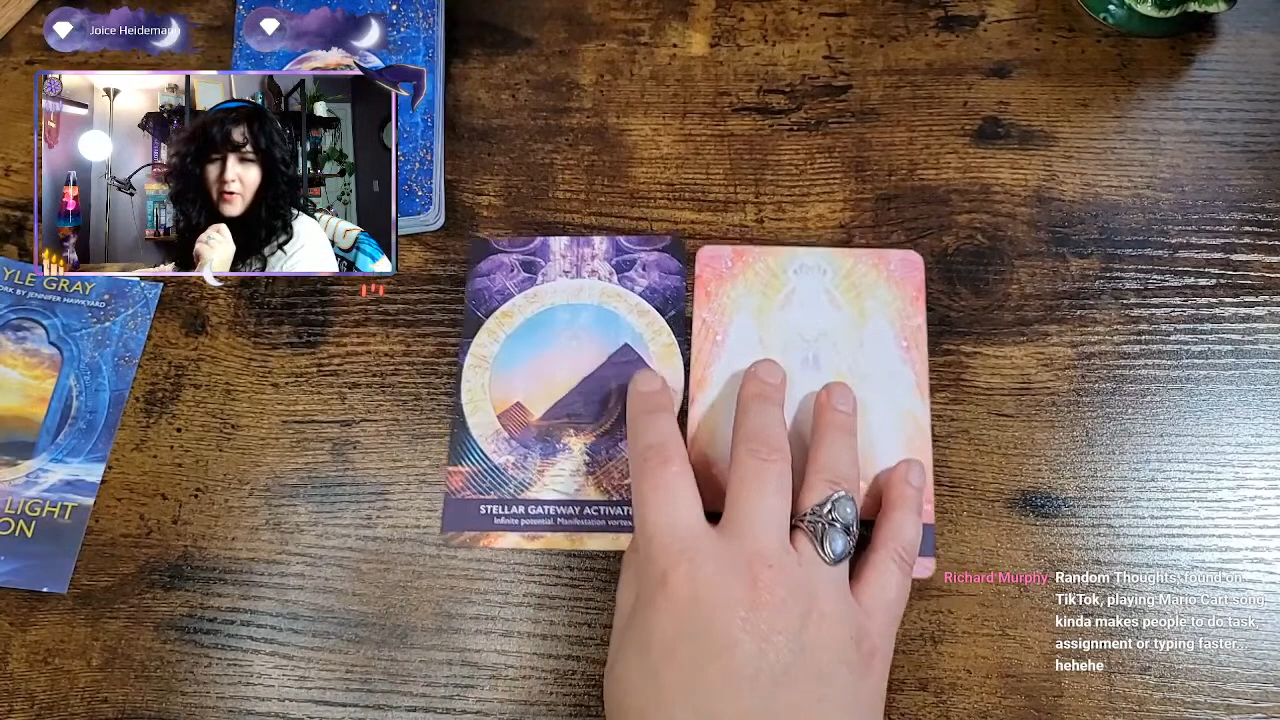 Joice Heidemann
YLE GRAY
ORK BY JENNIFER HAWKYARD
LIGHT
ON
STELLAR GATEWAY ACTIVAT
Infinite potential. Manifestation vortex.
Richard Murphy Random Thoughts, found on
TikTok, playing Mario Cart song
kinda makes people to do task,
assignment or typing faster...
hehehe